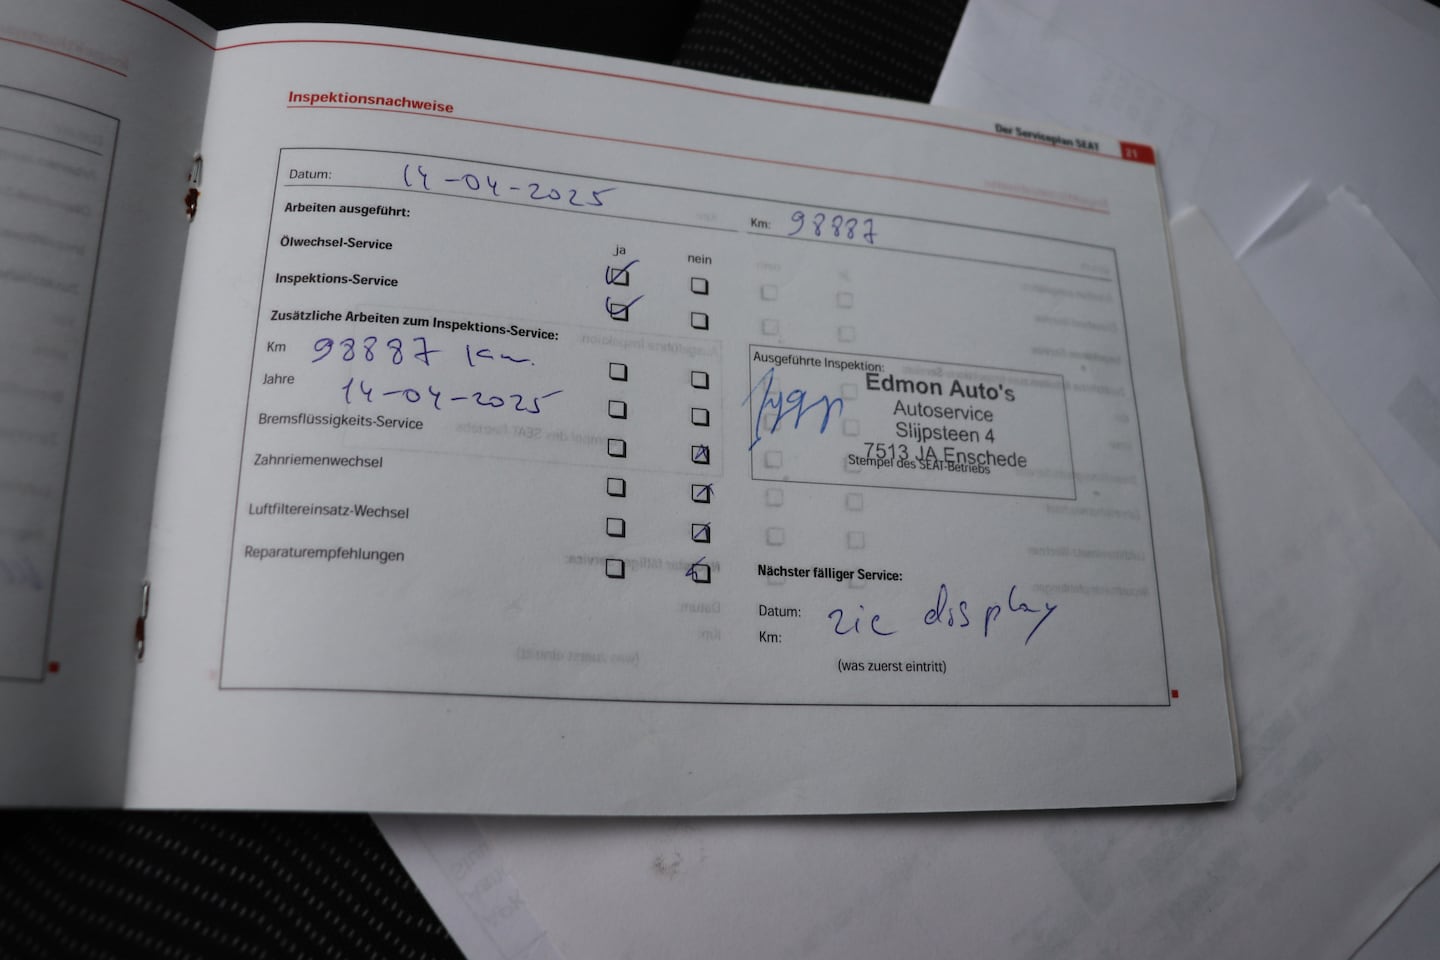 Inspektionsnachweise
Der Serviceplan SEAT 21
Datum: 14-04-2025
Km: 98887
Arbeiten ausgeführt:
ja nein
Ölwechsel-Service
Inspektions-Service
Zusätzliche Arbeiten zum Inspektions-Service:
Km 98887 km.
Jahre 14-04-2025
Bremsflüssigkeits-Service
Zahnriemenwechsel
Luftfiltereinsatz-Wechsel
Reparaturempfehlungen
Ausgeführte Inspektion:
Edmon Auto's
Autoservice
Slijpsteen 4
7513 JA Enschede
Stempel des SEAT-Betriebs
Nächster fälliger Service:
Datum: zie display
Km:
(was zuerst eintritt)